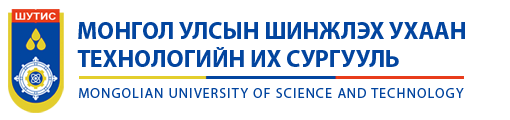 ШУТИС
МОНГОЛ УЛСЫН ШИНЖЛЭХ УХААН
ТЕХНОЛОГИЙН ИХ СУРГУУЛЬ
MONGOLIAN UNIVERSITY OF SCIENCE AND TECHNOLOGY